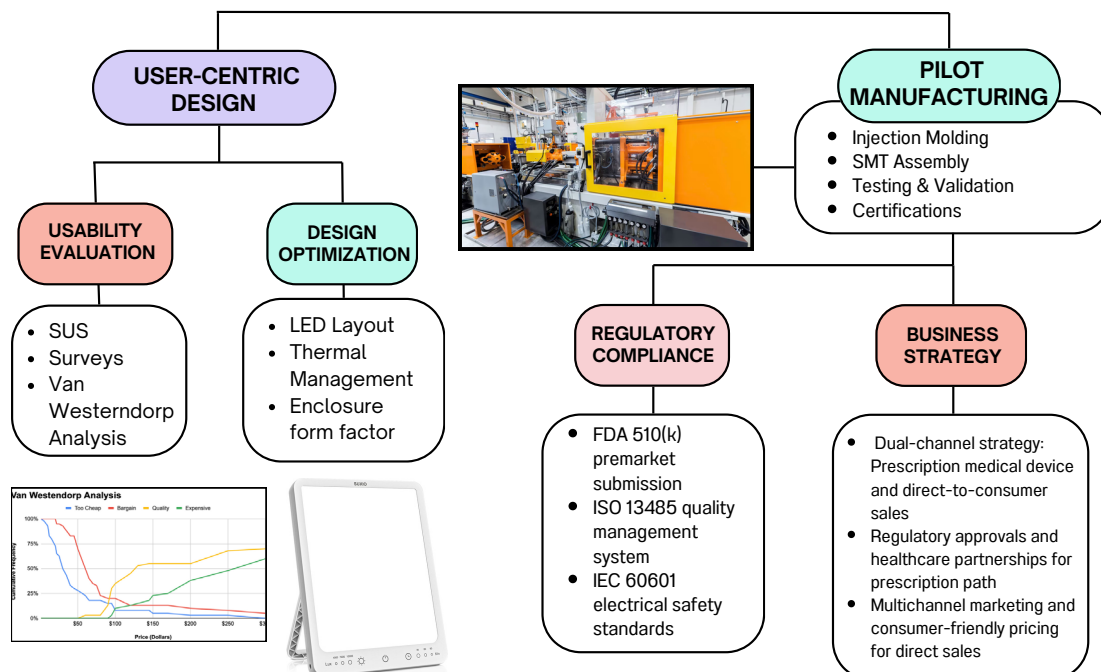 USER-CENTRIC
DESIGN
PILOT
MANUFACTURING
Injection Molding
SMT Assembly
Testing & Validation
Certifications
USABILITY
EVALUATION
DESIGN
OPTIMIZATION
SUS
Surveys
Van
Westerndorp
Analysis
LED Layout
Thermal
Management
Enclosure
form factor
REGULATORY
COMPLIANCE
BUSINESS
STRATEGY
FDA 510(k)
premarket
submission
ISO 13485 quality
management
system
IEC 60601
electrical safety
standards
Dual-channel strategy:
Prescription medical device
and direct-to-consumer
sales
Regulatory approvals and
healthcare partnerships for
prescription path
Multichannel marketing and
consumer-friendly pricing
for direct sales
Van Westendorp Analysis
Too Cheap Bargain Quality Expensive
Cumulative Frequency
100%
75%
50%
25%
0%
$50 $100 $150 $200 $250
Price (Dollars)